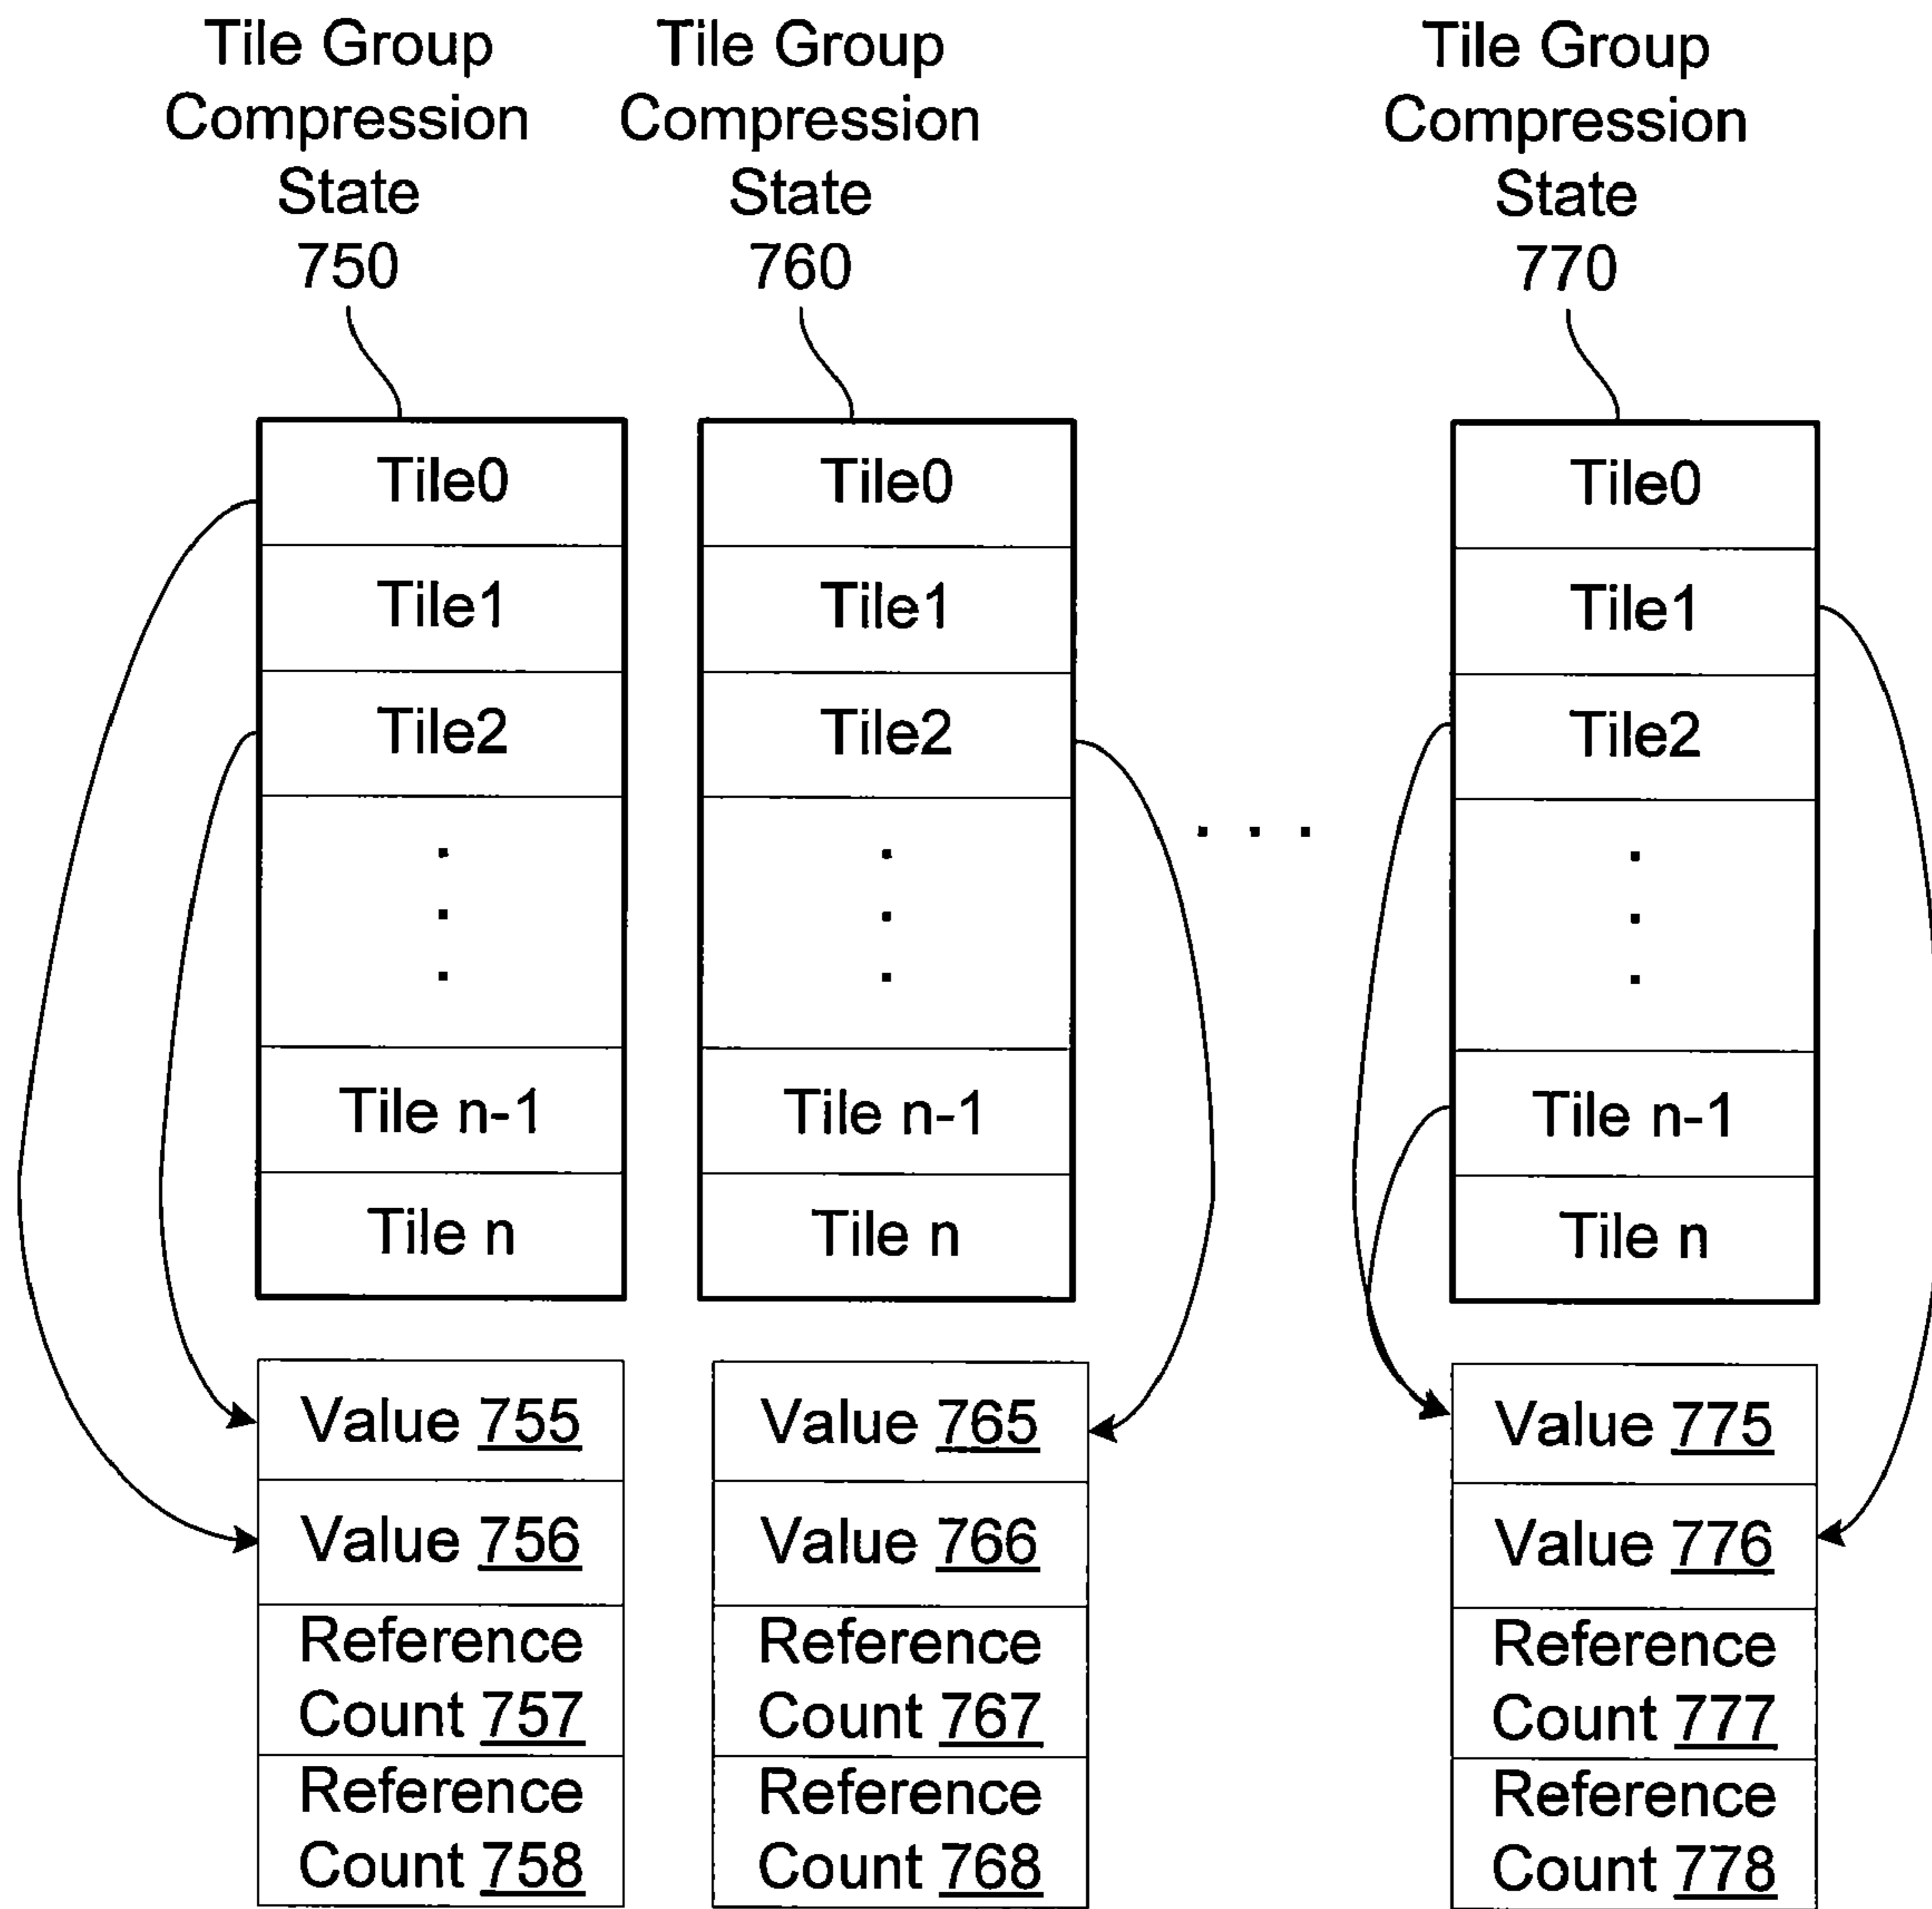 Tile Group
Compression
State
750
Tile Group
Compression
State
760
Tile Group
Compression
State
770
Tile0
Tile1
Tile2
.
.
.
Tile n-1
Tile n
Tile0
Tile1
Tile2
.
.
.
Tile n-1
Tile n
. . .
Tile0
Tile1
Tile2
.
.
.
Tile n-1
Tile n
Value 755
Value 756
Reference
Count 757
Reference
Count 758
Value 765
Value 766
Reference
Count 767
Reference
Count 768
Value 775
Value 776
Reference
Count 777
Reference
Count 778